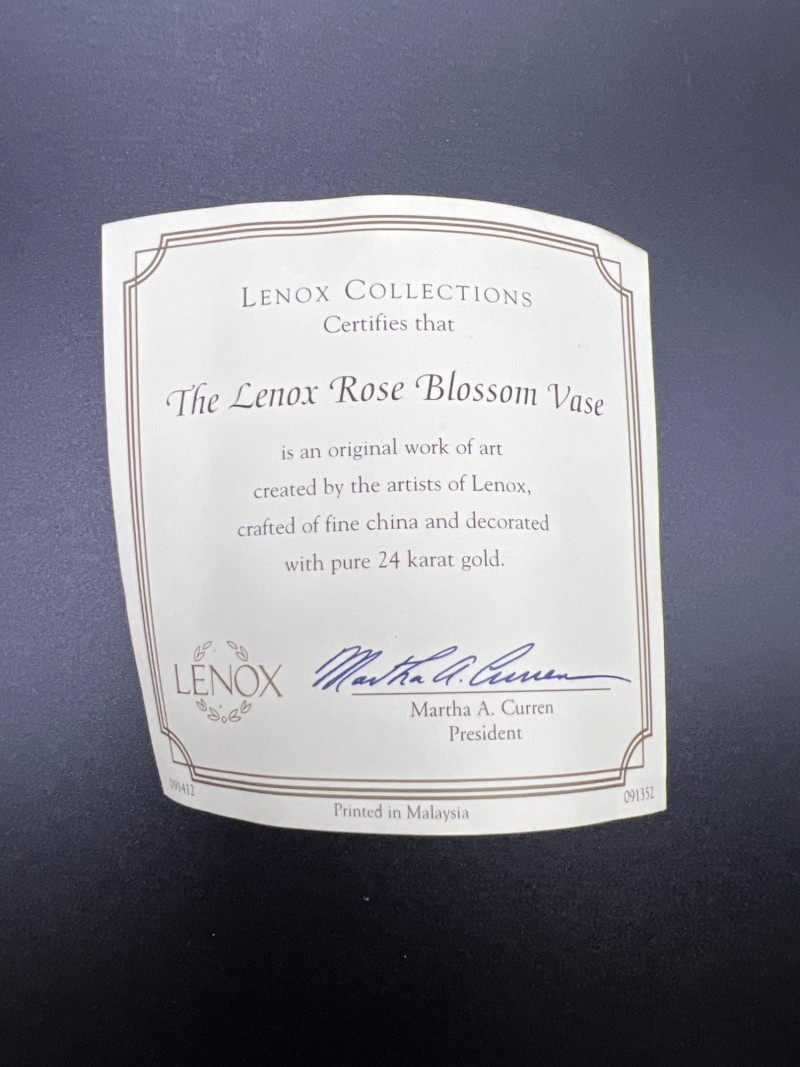 LENOX COLLECTIONS
Certifies that
The Lenox Rose Blossom Vase
is an original work of art
created by the artists of Lenox,
crafted of fine china and decorated
with pure 24 karat gold.
LENOX
Martha A. Curren
Martha A. Curren
President
091412
091352
Printed in Malaysia